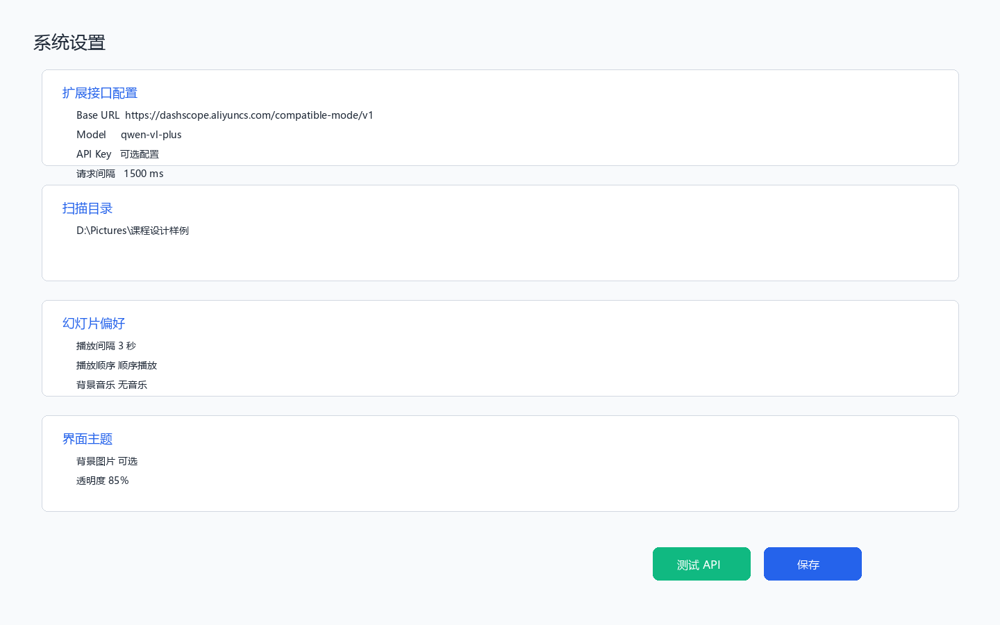 系统设置
扩展接口配置
Base URL  https://dashscope.aliyuncs.com/compatible-mode/v1
Model     qwen-vl-plus
API Key   可选配置
请求间隔   1500 ms
扫描目录
D:\Pictures\课程设计样例
幻灯片偏好
播放间隔 3 秒
播放顺序 顺序播放
背景音乐 无音乐
界面主题
背景图片 可选
透明度 85%
测试 API
保存